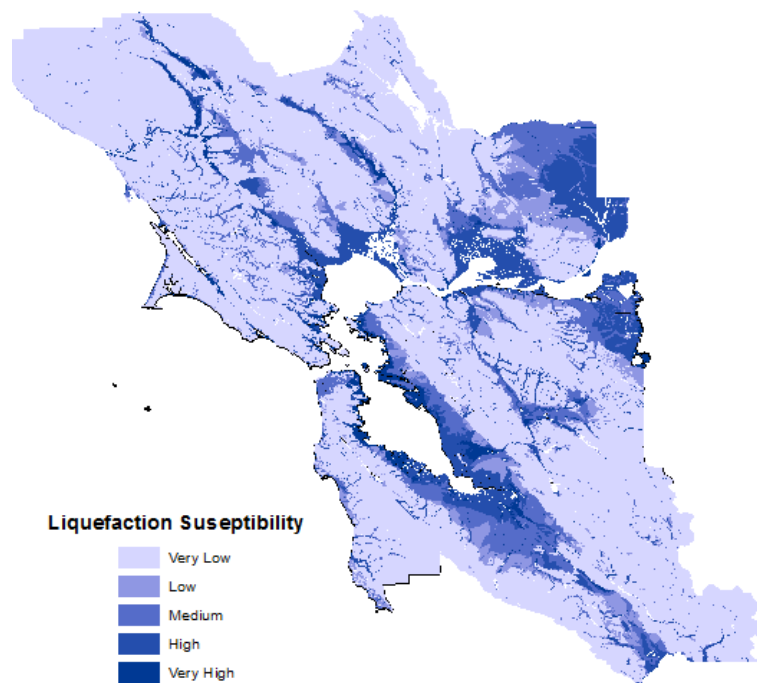 Liquefaction Suseptibility
Very Low
Low
Medium
High
Very High